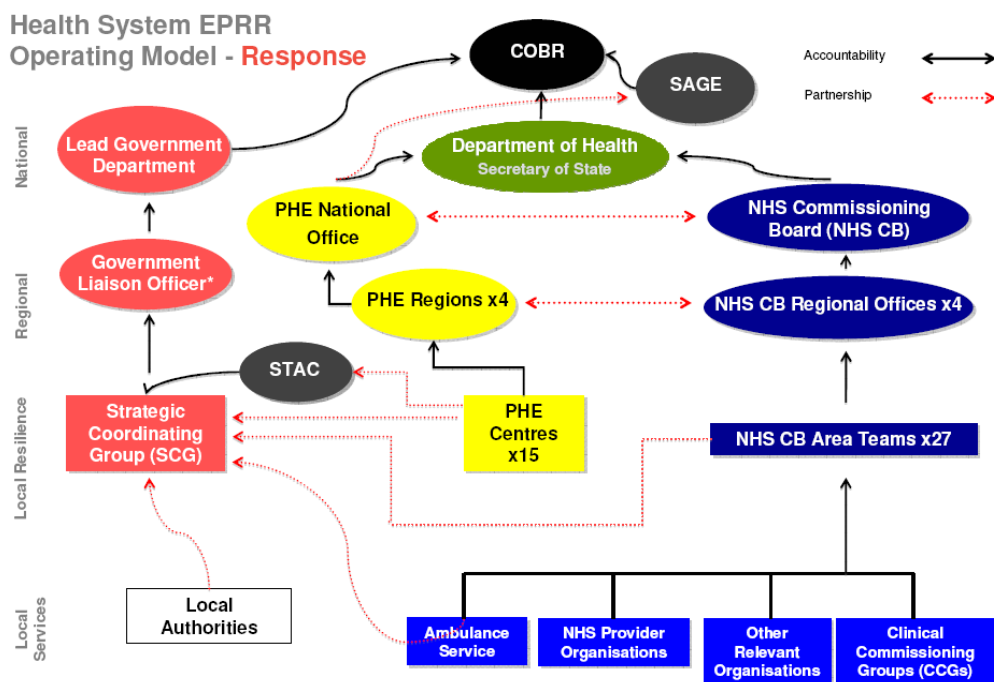 Health System EPRR
Operating Model - Response
COBR
SAGE
Accountability
Partnership
National
Lead Government
Department
Department of Health
Secretary of State
PHE National
Office
NHS Commissioning
Board (NHS CB)
Regional
Government
Liaison Officer*
PHE Regions x4
NHS CB Regional Offices x4
STAC
Local Resilience
Strategic
Coordinating
Group (SCG)
PHE
Centres
x15
NHS CB Area Teams x27
Local
Services
Local
Authorities
Ambulance
Service
NHS Provider
Organisations
Other
Relevant
Organisations
Clinical
Commissioning
Groups (CCGs)